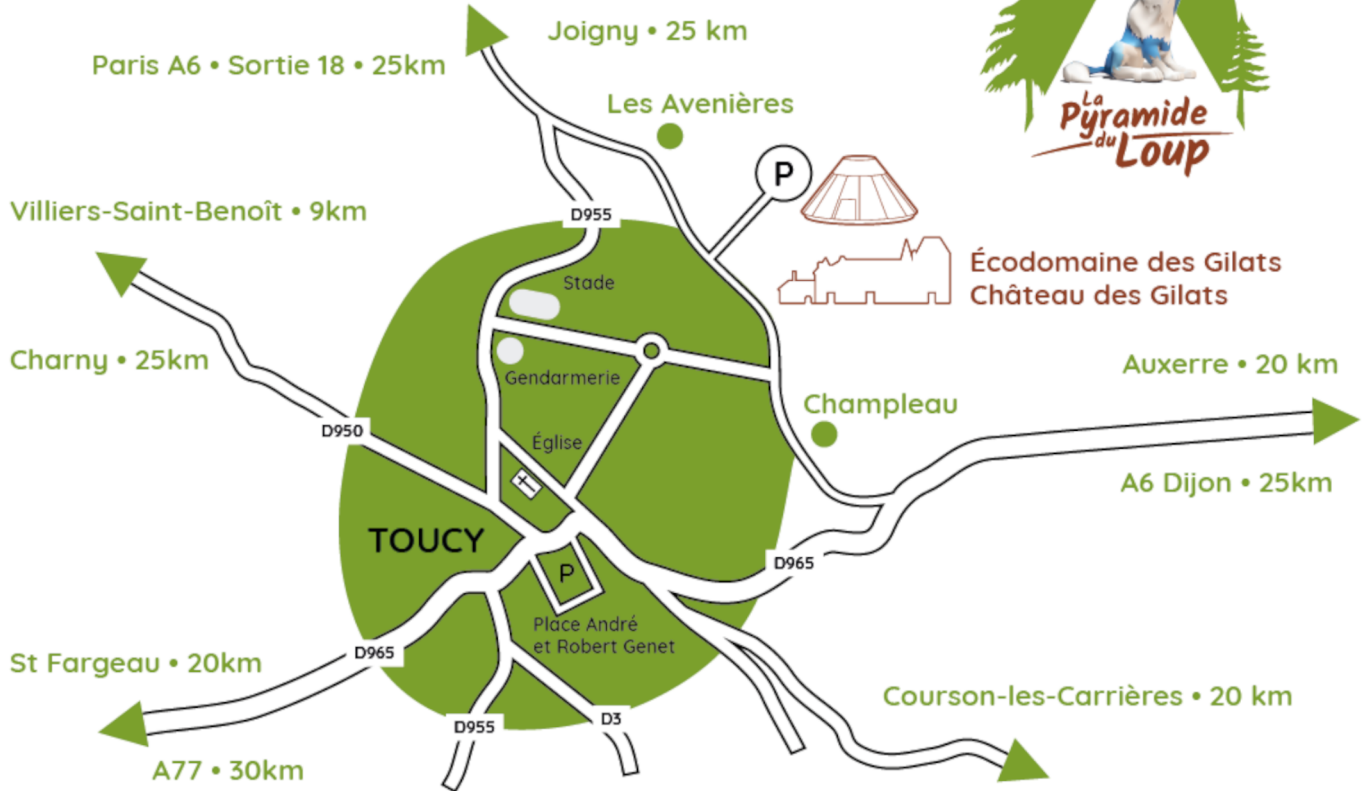 Joigny • 25 km
Paris A6 • Sortie 18 • 25km
Les Avenières
La
Pyramide
du Loup
P
Villiers-Saint-Benoît • 9km
D955
Stade
Écodomaine des Gilats
Château des Gilats
Charny • 25km
Gendarmerie
Auxerre • 20 km
Champleau
D950
Église
A6 Dijon • 25km
TOUCY
D965
P
Place André
et Robert Genet
St Fargeau • 20km
D965
Courson-les-Carrières • 20 km
D955
D3
A77 • 30km